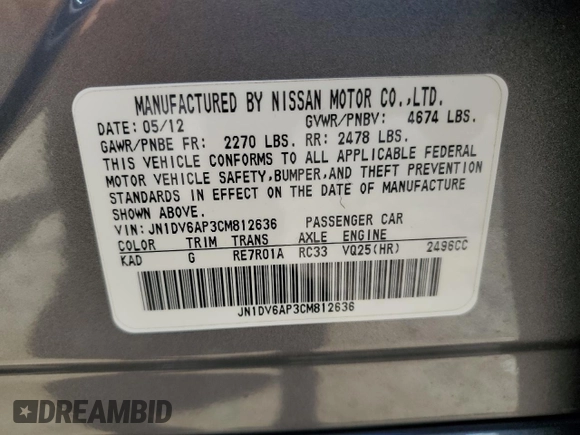 MANUFACTURED BY NISSAN MOTOR CO.,LTD.
DATE: 05/12 GVWR/PNBV: 4674 LBS.
GAWR/PNBE FR: 2270 LBS. RR: 2478 LBS.
THIS VEHICLE CONFORMS TO ALL APPLICABLE FEDERAL
MOTOR VEHICLE SAFETY,BUMPER,AND THEFT PREVENTION
STANDARDS IN EFFECT ON THE DATE OF MANUFACTURE
SHOWN ABOVE.
VIN: JN1DV6AP3CM812636 PASSENGER CAR
COLOR TRIM TRANS AXLE ENGINE
KAD G RE7R01A RC33 VQ25(HR) 2496CC
JN1DV6AP3CM812636
DREAMBID